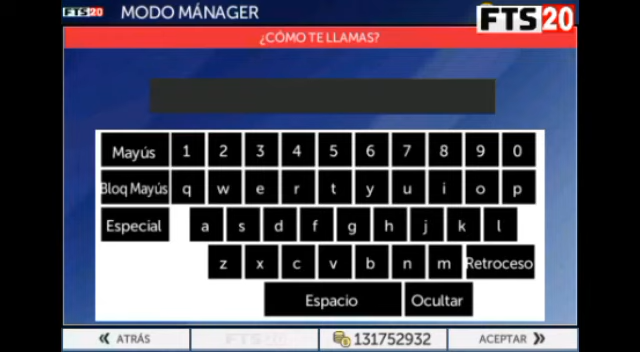 FTS20 MODO MÁNAGER FTS20
¿CÓMO TE LLAMAS?
Mayús 1 2 3 4 5 6 7 8 9 0
Bloq Mayús q w e r t y u i o p
Especial a s d f g h j k l
z x c v b n m Retroceso
Espacio Ocultar
« ATRÁS FTS20 131752932 ACEPTAR »